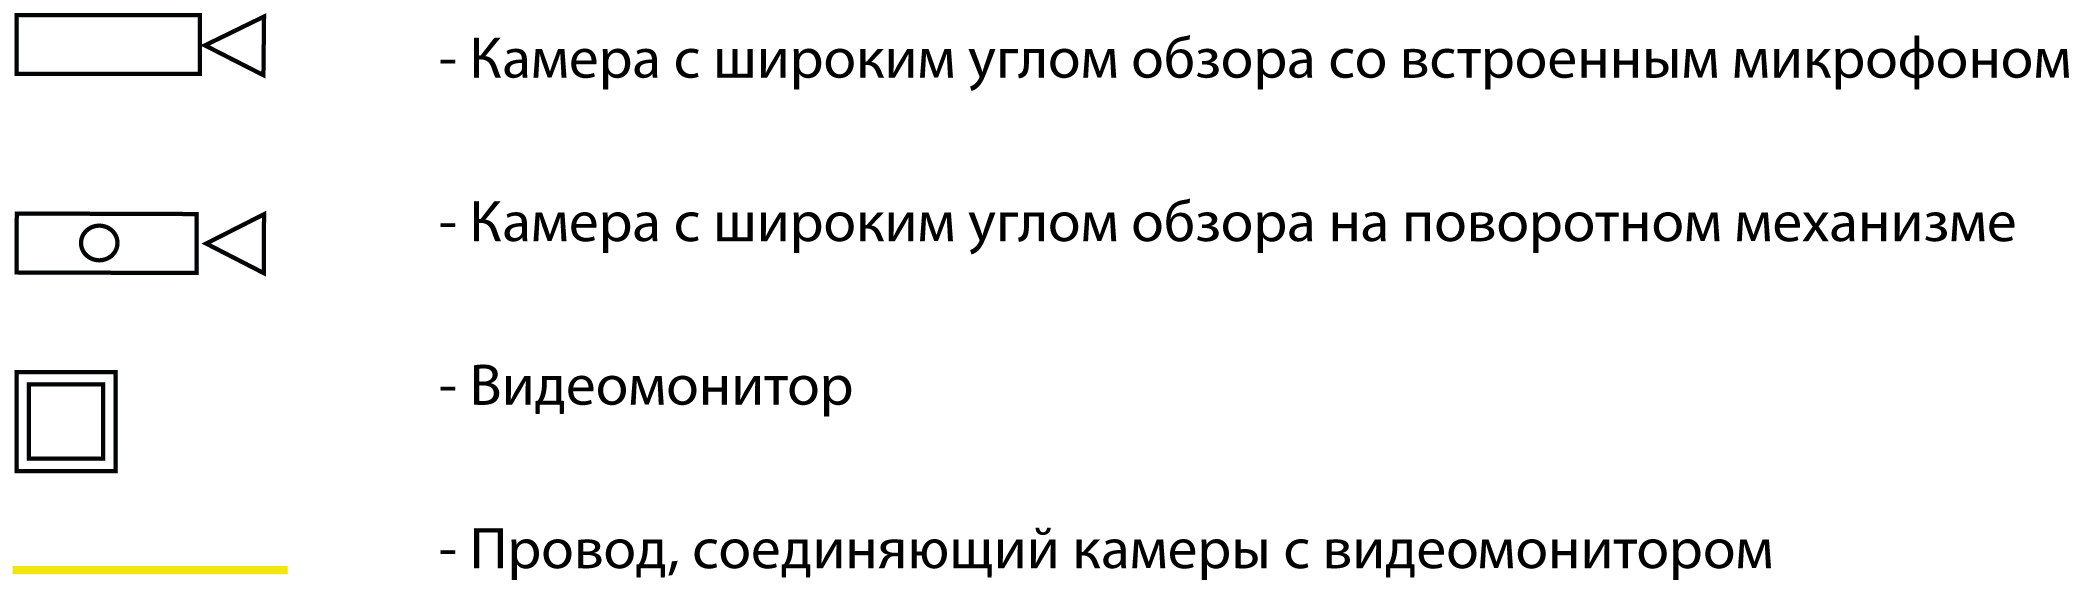 - Камера с широким углом обзора со встроенным микрофоном
- Камера с широким углом обзора на поворотном механизме
- Видеомонитор
- Провод, соединяющий камеры с видеомонитором